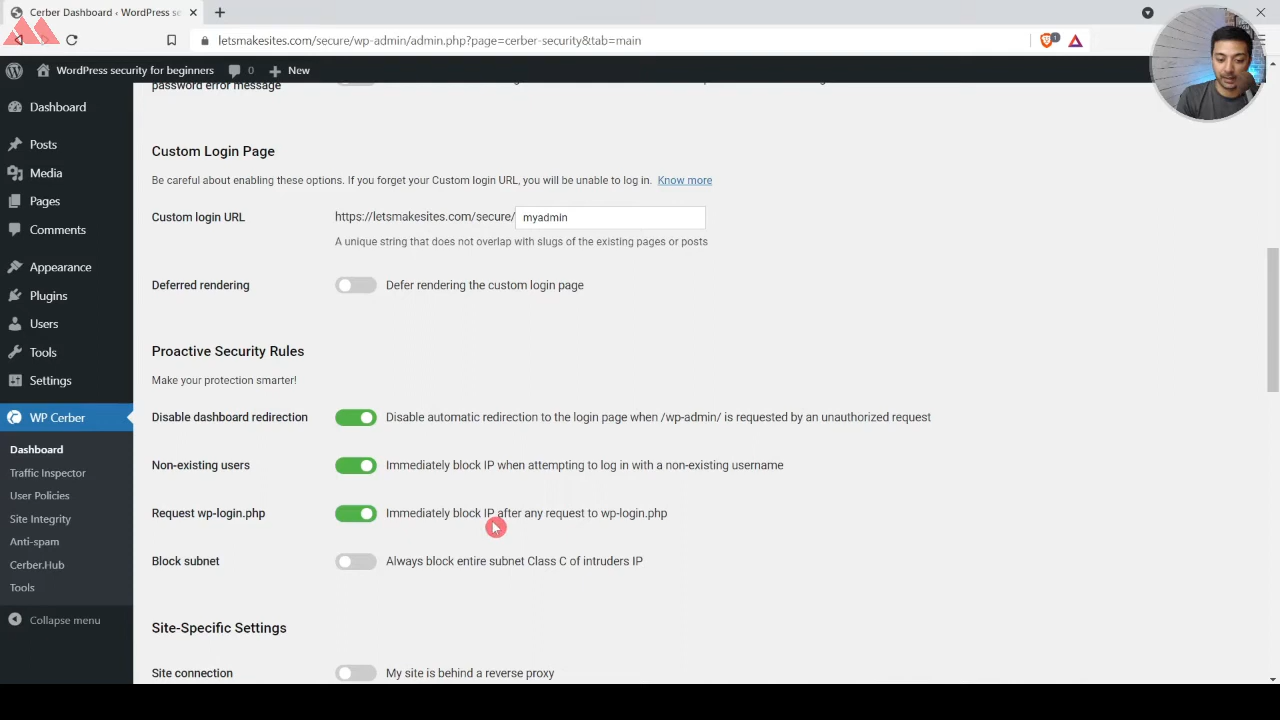 Cerber Dashboard ‹ WordPress se
letsmakesites.com/secure/wp-admin/admin.php?page=cerber-security&tab=main
1
WordPress security for beginners
0
New
Dashboard
Posts
Media
Pages
Comments
Appearance
Plugins
Users
Tools
Settings
WP Cerber
Dashboard
Traffic Inspector
User Policies
Site Integrity
Anti-spam
Cerber.Hub
Tools
Collapse menu
password error message
Custom Login Page
Be careful about enabling these options. If you forget your Custom login URL, you will be unable to log in. Know more
Custom login URL https://letsmakesites.com/secure/ myadmin
A unique string that does not overlap with slugs of the existing pages or posts
Deferred rendering Defer rendering the custom login page
Proactive Security Rules
Make your protection smarter!
Disable dashboard redirection Disable automatic redirection to the login page when /wp-admin/ is requested by an unauthorized request
Non-existing users Immediately block IP when attempting to log in with a non-existing username
Request wp-login.php Immediately block IP after any request to wp-login.php
Block subnet Always block entire subnet Class C of intruders IP
Site-Specific Settings
Site connection My site is behind a reverse proxy